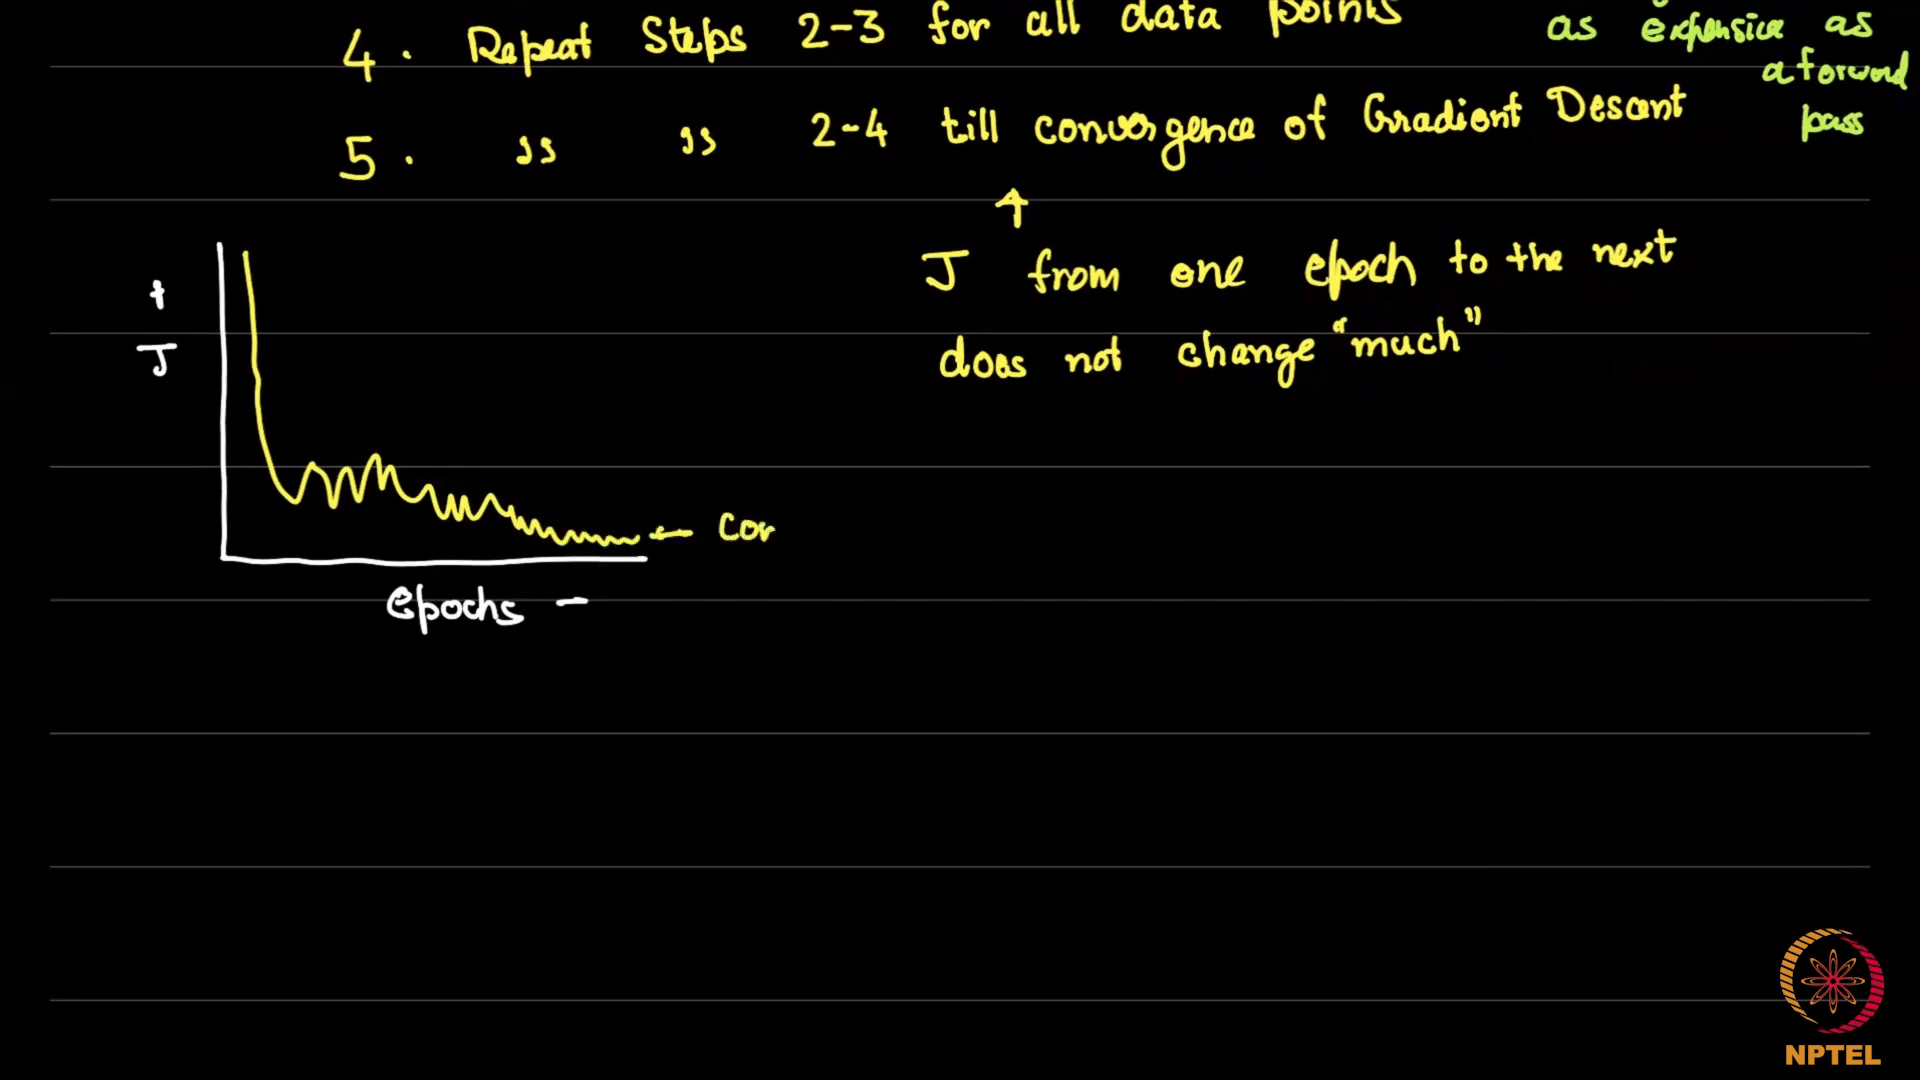 4. Repeat Steps 2-3 for all data points
as expensive as
a forward
pass
5. " " 2-4 till convergence of Gradient Descent
J from one epoch to the next
does not change "much"
J
← Cor
epochs -
NPTEL